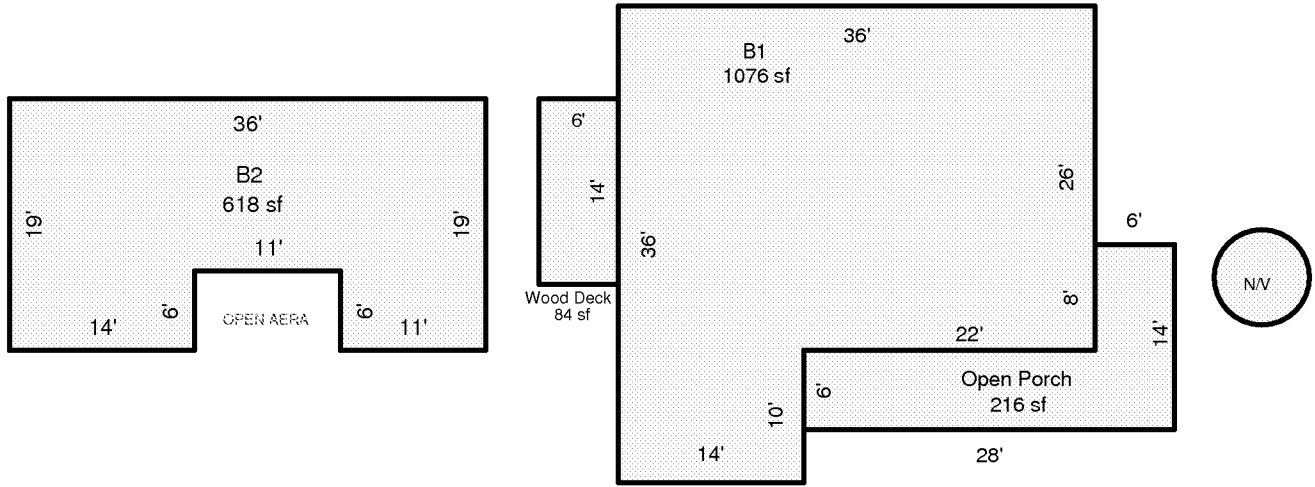 36'
B2
618 sf
19'
19'
11'
OPEN AERA
6'
6'
14'
11'
6'
14'
Wood Deck
84 sf
36'
B1
1076 sf
26'
36'
8'
22'
10'
14'
6'
14'
6'
Open Porch
216 sf
28'
N/V